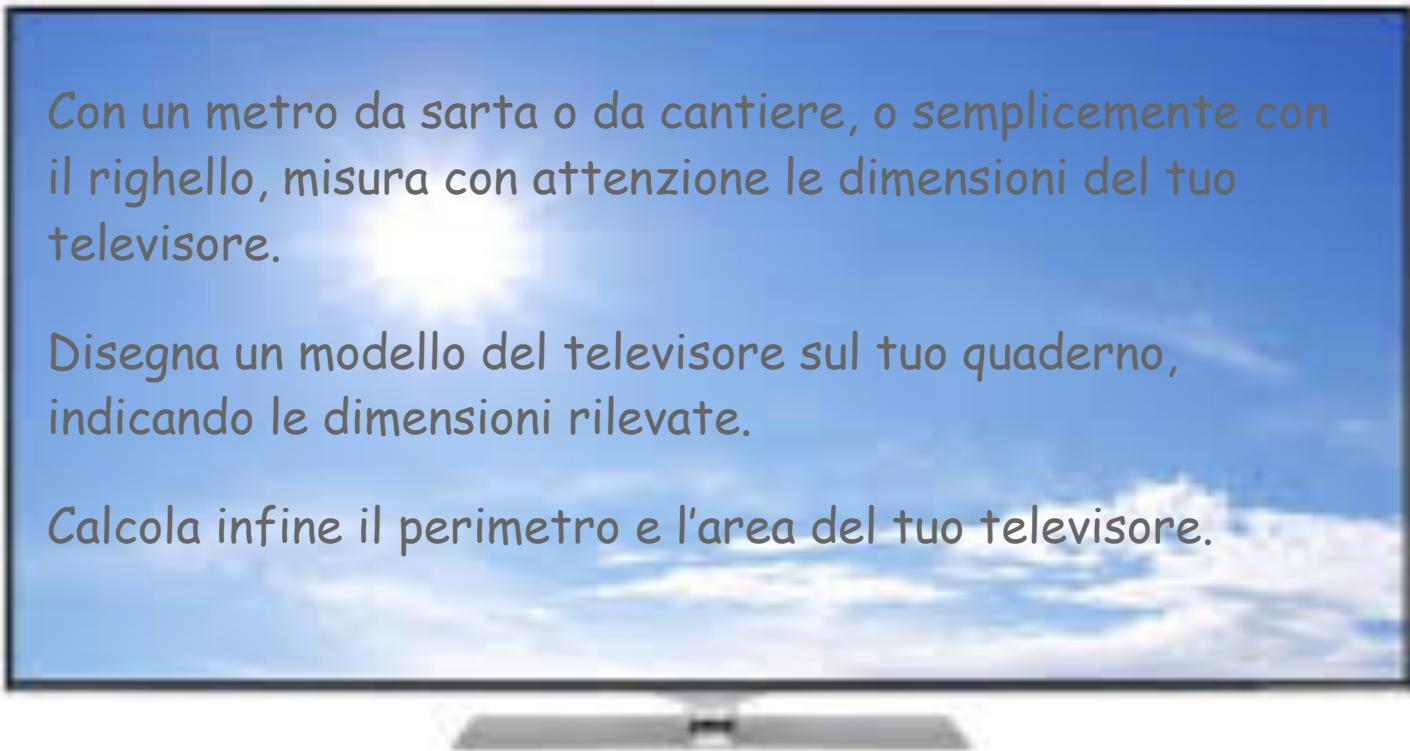 Con un metro da sarta o da cantiere, o semplicemente con
il righello, misura con attenzione le dimensioni del tuo
televisore.
Disegna un modello del televisore sul tuo quaderno,
indicando le dimensioni rilevate.
Calcola infine il perimetro e l'area del tuo televisore.